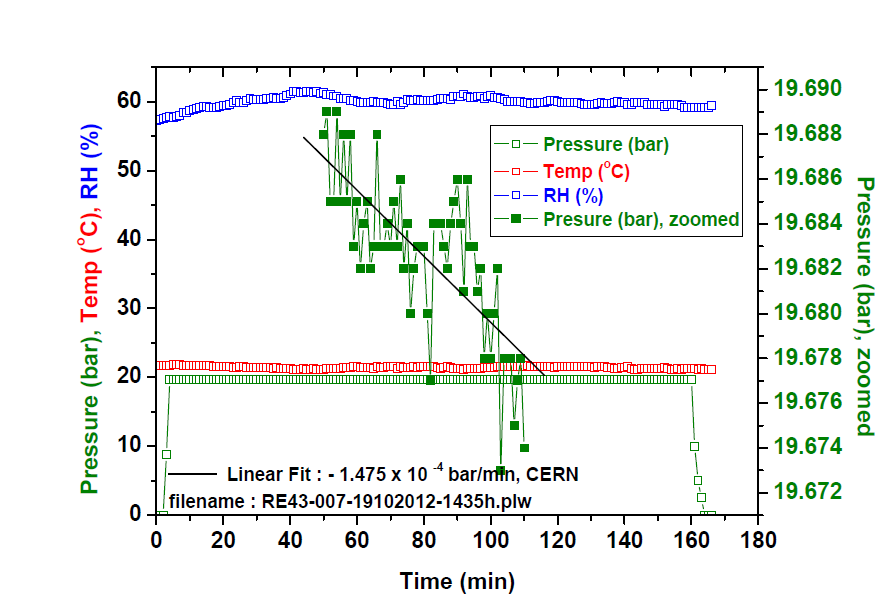 Pressure (bar), Temp (°C), RH (%)
60
50
40
30
20
10
0
19.690
19.688
19.686
19.684
19.682
19.680
19.678
19.676
19.674
19.672
Pressure (bar), zoomed
Pressure (bar)
Temp (°C)
RH (%)
Presure (bar), zoomed
Linear Fit : - 1.475 x 10 -4 bar/min, CERN
filename : RE43-007-19102012-1435h.plw
0 20 40 60 80 100 120 140 160 180
Time (min)